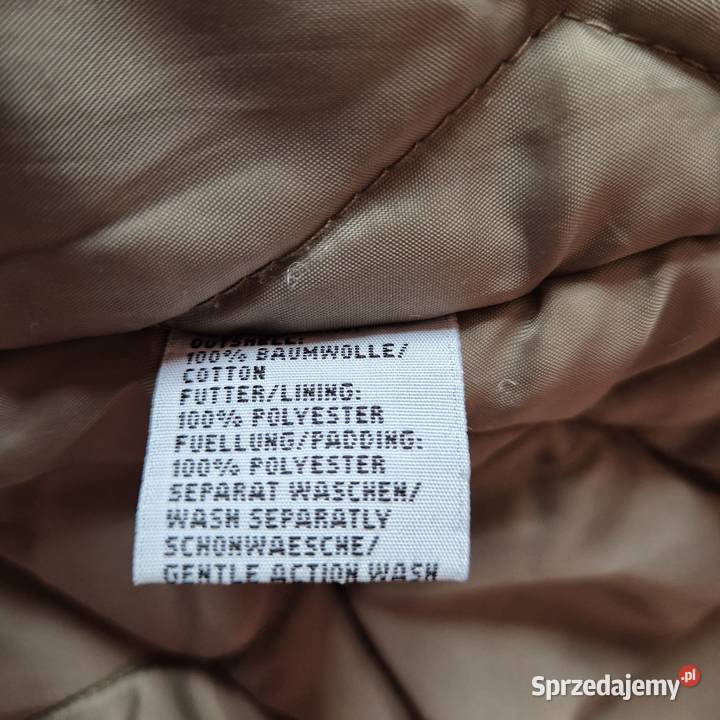 OUTSHELL:
100% BAUMWOLLE/
COTTON
FUTTER/LINING:
100% POLYESTER
FUELLUNG/PADDING:
100% POLYESTER
SEPARAT WASCHEN/
WASH SEPARATLY
SCHONWAESCHE/
GENTLE ACTION WASH
Sprzedajemy.pl